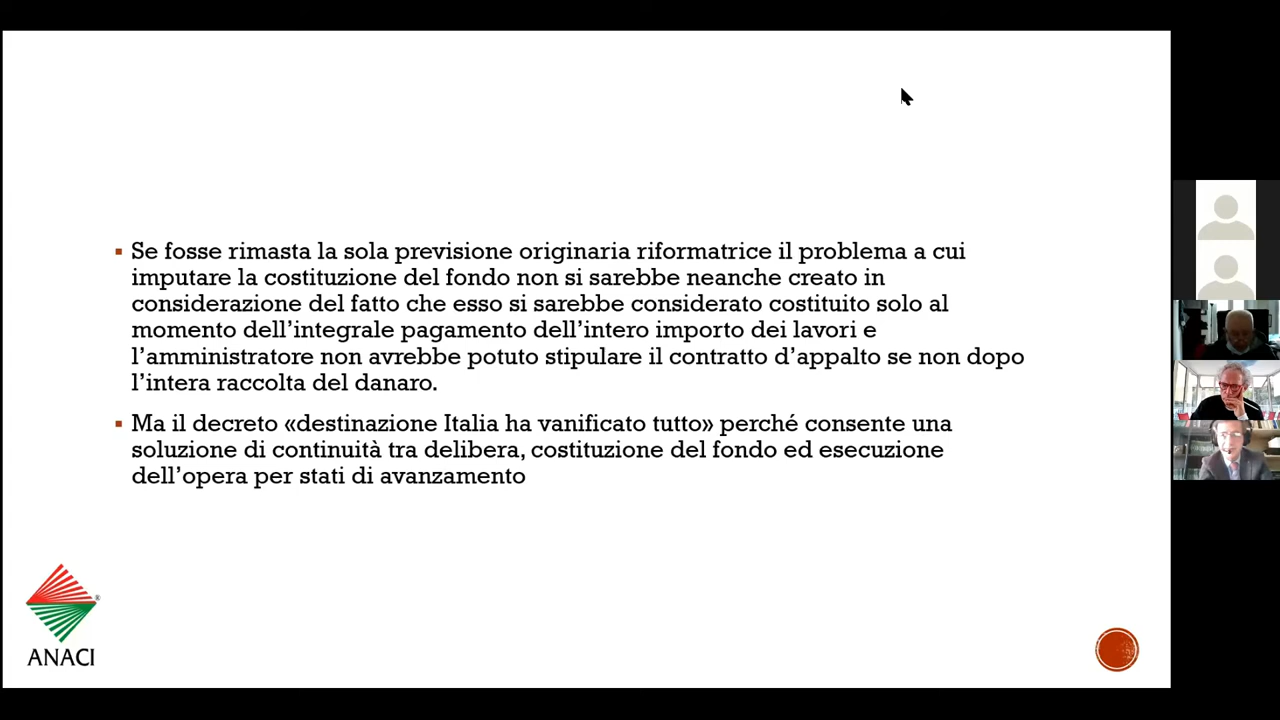 Se fosse rimasta la sola previsione originaria riformatrice il problema a cui
imputare la costituzione del fondo non si sarebbe neanche creato in
considerazione del fatto che esso si sarebbe considerato costituito solo al
momento dell’integrale pagamento dell’intero importo dei lavori e
l’amministratore non avrebbe potuto stipulare il contratto d’appalto se non dopo
l’intera raccolta del danaro.
Ma il decreto «destinazione Italia ha vanificato tutto» perché consente una
soluzione di continuità tra delibera, costituzione del fondo ed esecuzione
dell’opera per stati di avanzamento
®
ANACI